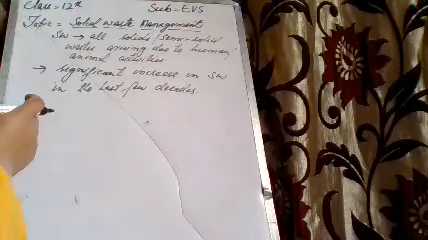 Class- 12th Sub- E.VS
Topic = Solid waste Management
SW → all solids/semi-solid
wastes arising due to human/
animal activities
→ significant increase in SW
in the last few decades.